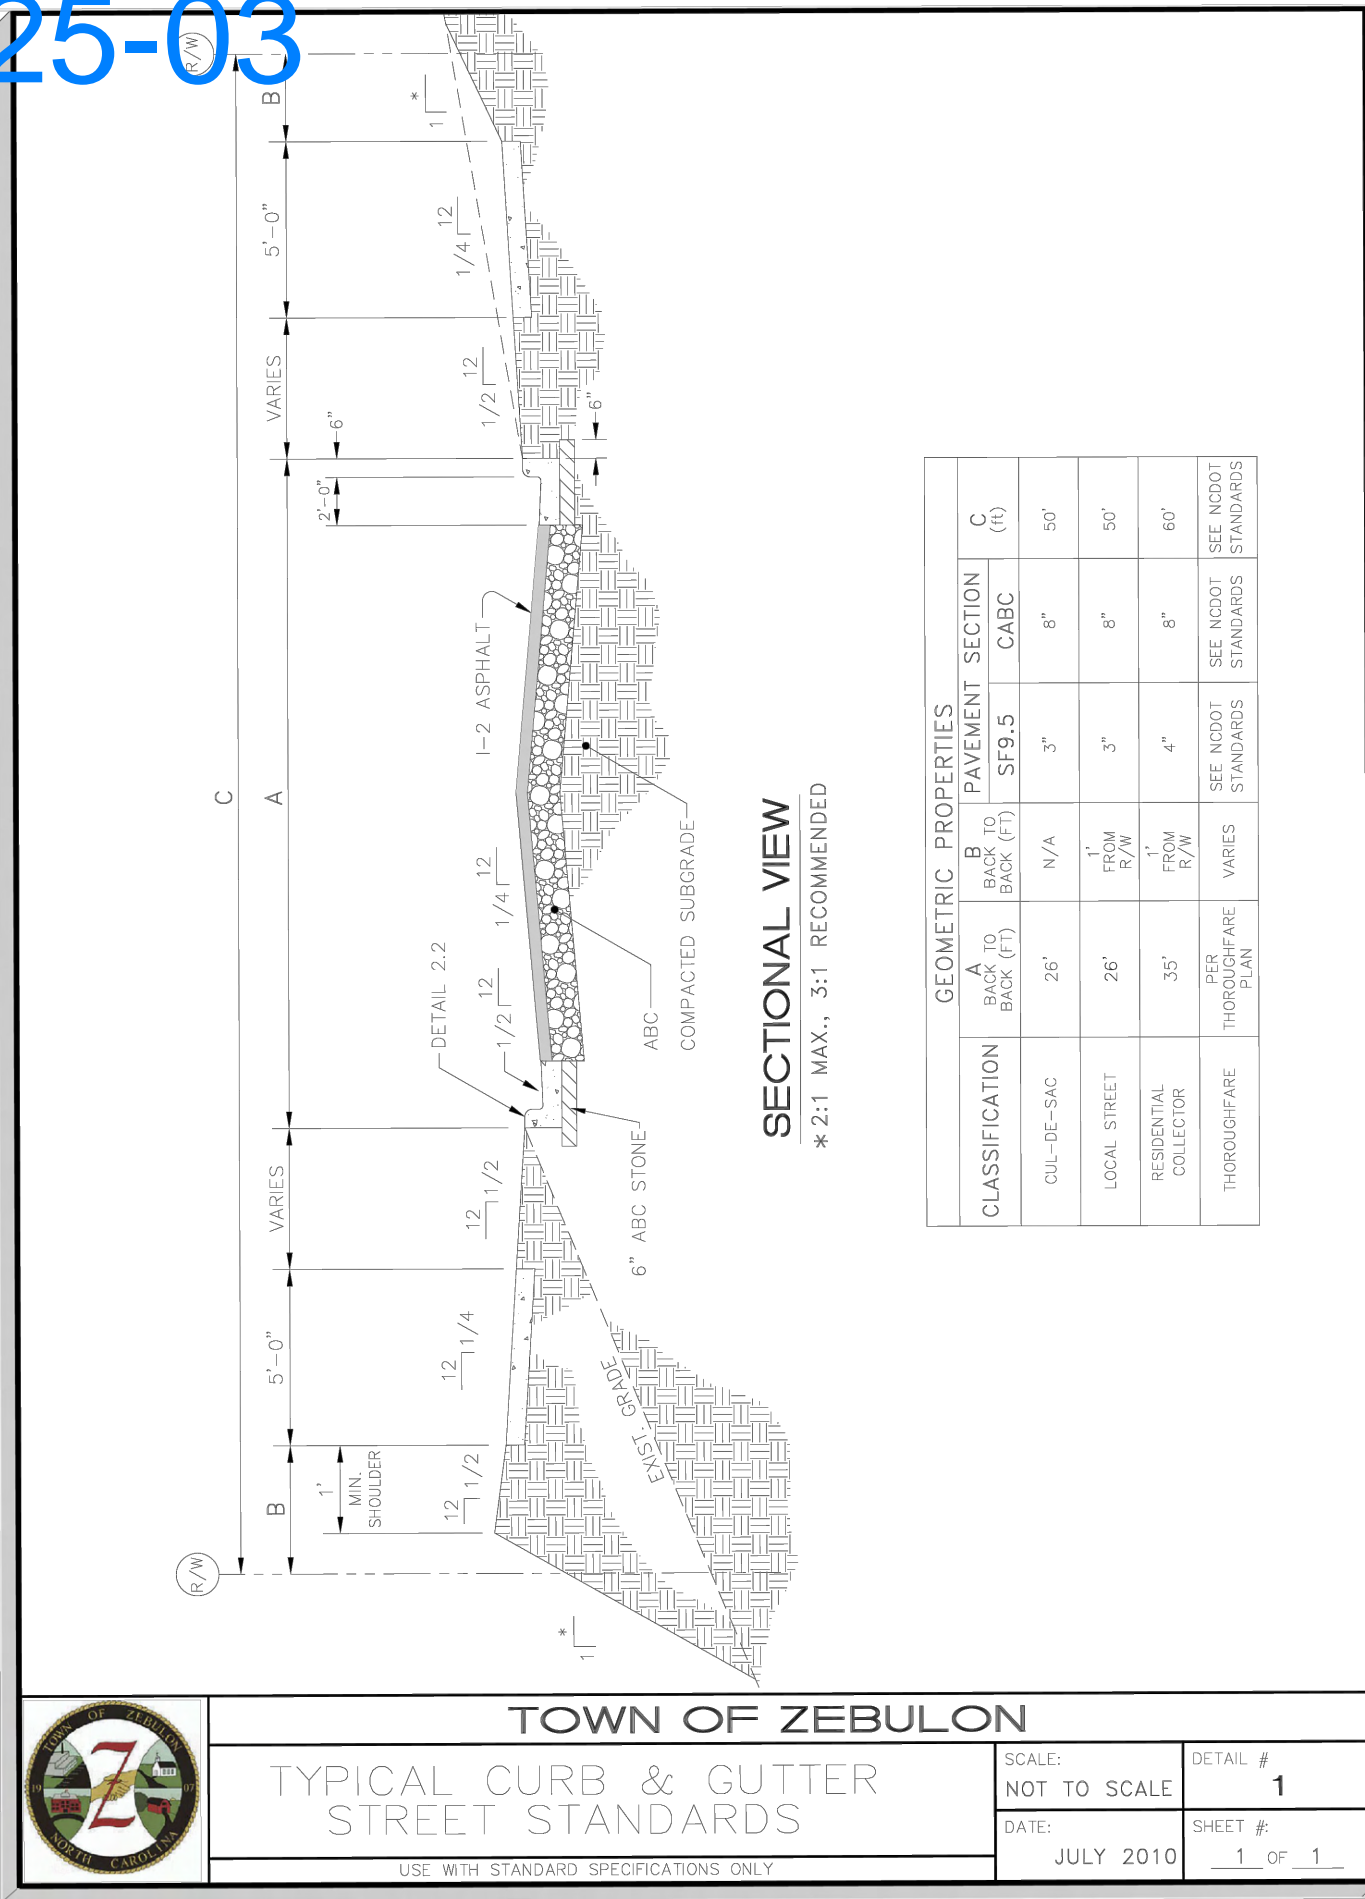 25-03
R/W
C
A
B
5'-0"
VARIES
2'-0"
6"
6"
VARIES
5'-0"
B
1'
MIN.
SHOULDER
R/W
12
1/2
12
1/4
12
1/2
DETAIL 2.2
1/2
12
1/4
12
I-2 ASPHALT
1/2
12
1/4
12
1
*
1
*
EXIST. GRADE
6" ABC STONE
ABC
COMPACTED SUBGRADE
SECTIONAL VIEW
* 2:1 MAX., 3:1 RECOMMENDED
GEOMETRIC PROPERTIES
CLASSIFICATION
A
BACK TO
BACK (FT)
B
BACK TO
BACK (FT)
PAVEMENT SECTION
SF9.5
CABC
C
(ft)
CUL-DE-SAC 26' N/A 3" 8" 50'
LOCAL STREET 26' 1' FROM R/W 3" 8" 50'
RESIDENTIAL COLLECTOR 35' 1' FROM R/W 4" 8" 60'
THOROUGHFARE PER THOROUGHFARE PLAN VARIES SEE NCDOT STANDARDS SEE NCDOT STANDARDS SEE NCDOT STANDARDS
TOWN OF ZEBULON
NORTH CAROLINA
1907
Z
TOWN OF ZEBULON
TYPICAL CURB & GUTTER
STREET STANDARDS
USE WITH STANDARD SPECIFICATIONS ONLY
SCALE:
NOT TO SCALE
DETAIL #
1
DATE:
JULY 2010
SHEET #:
1 OF 1